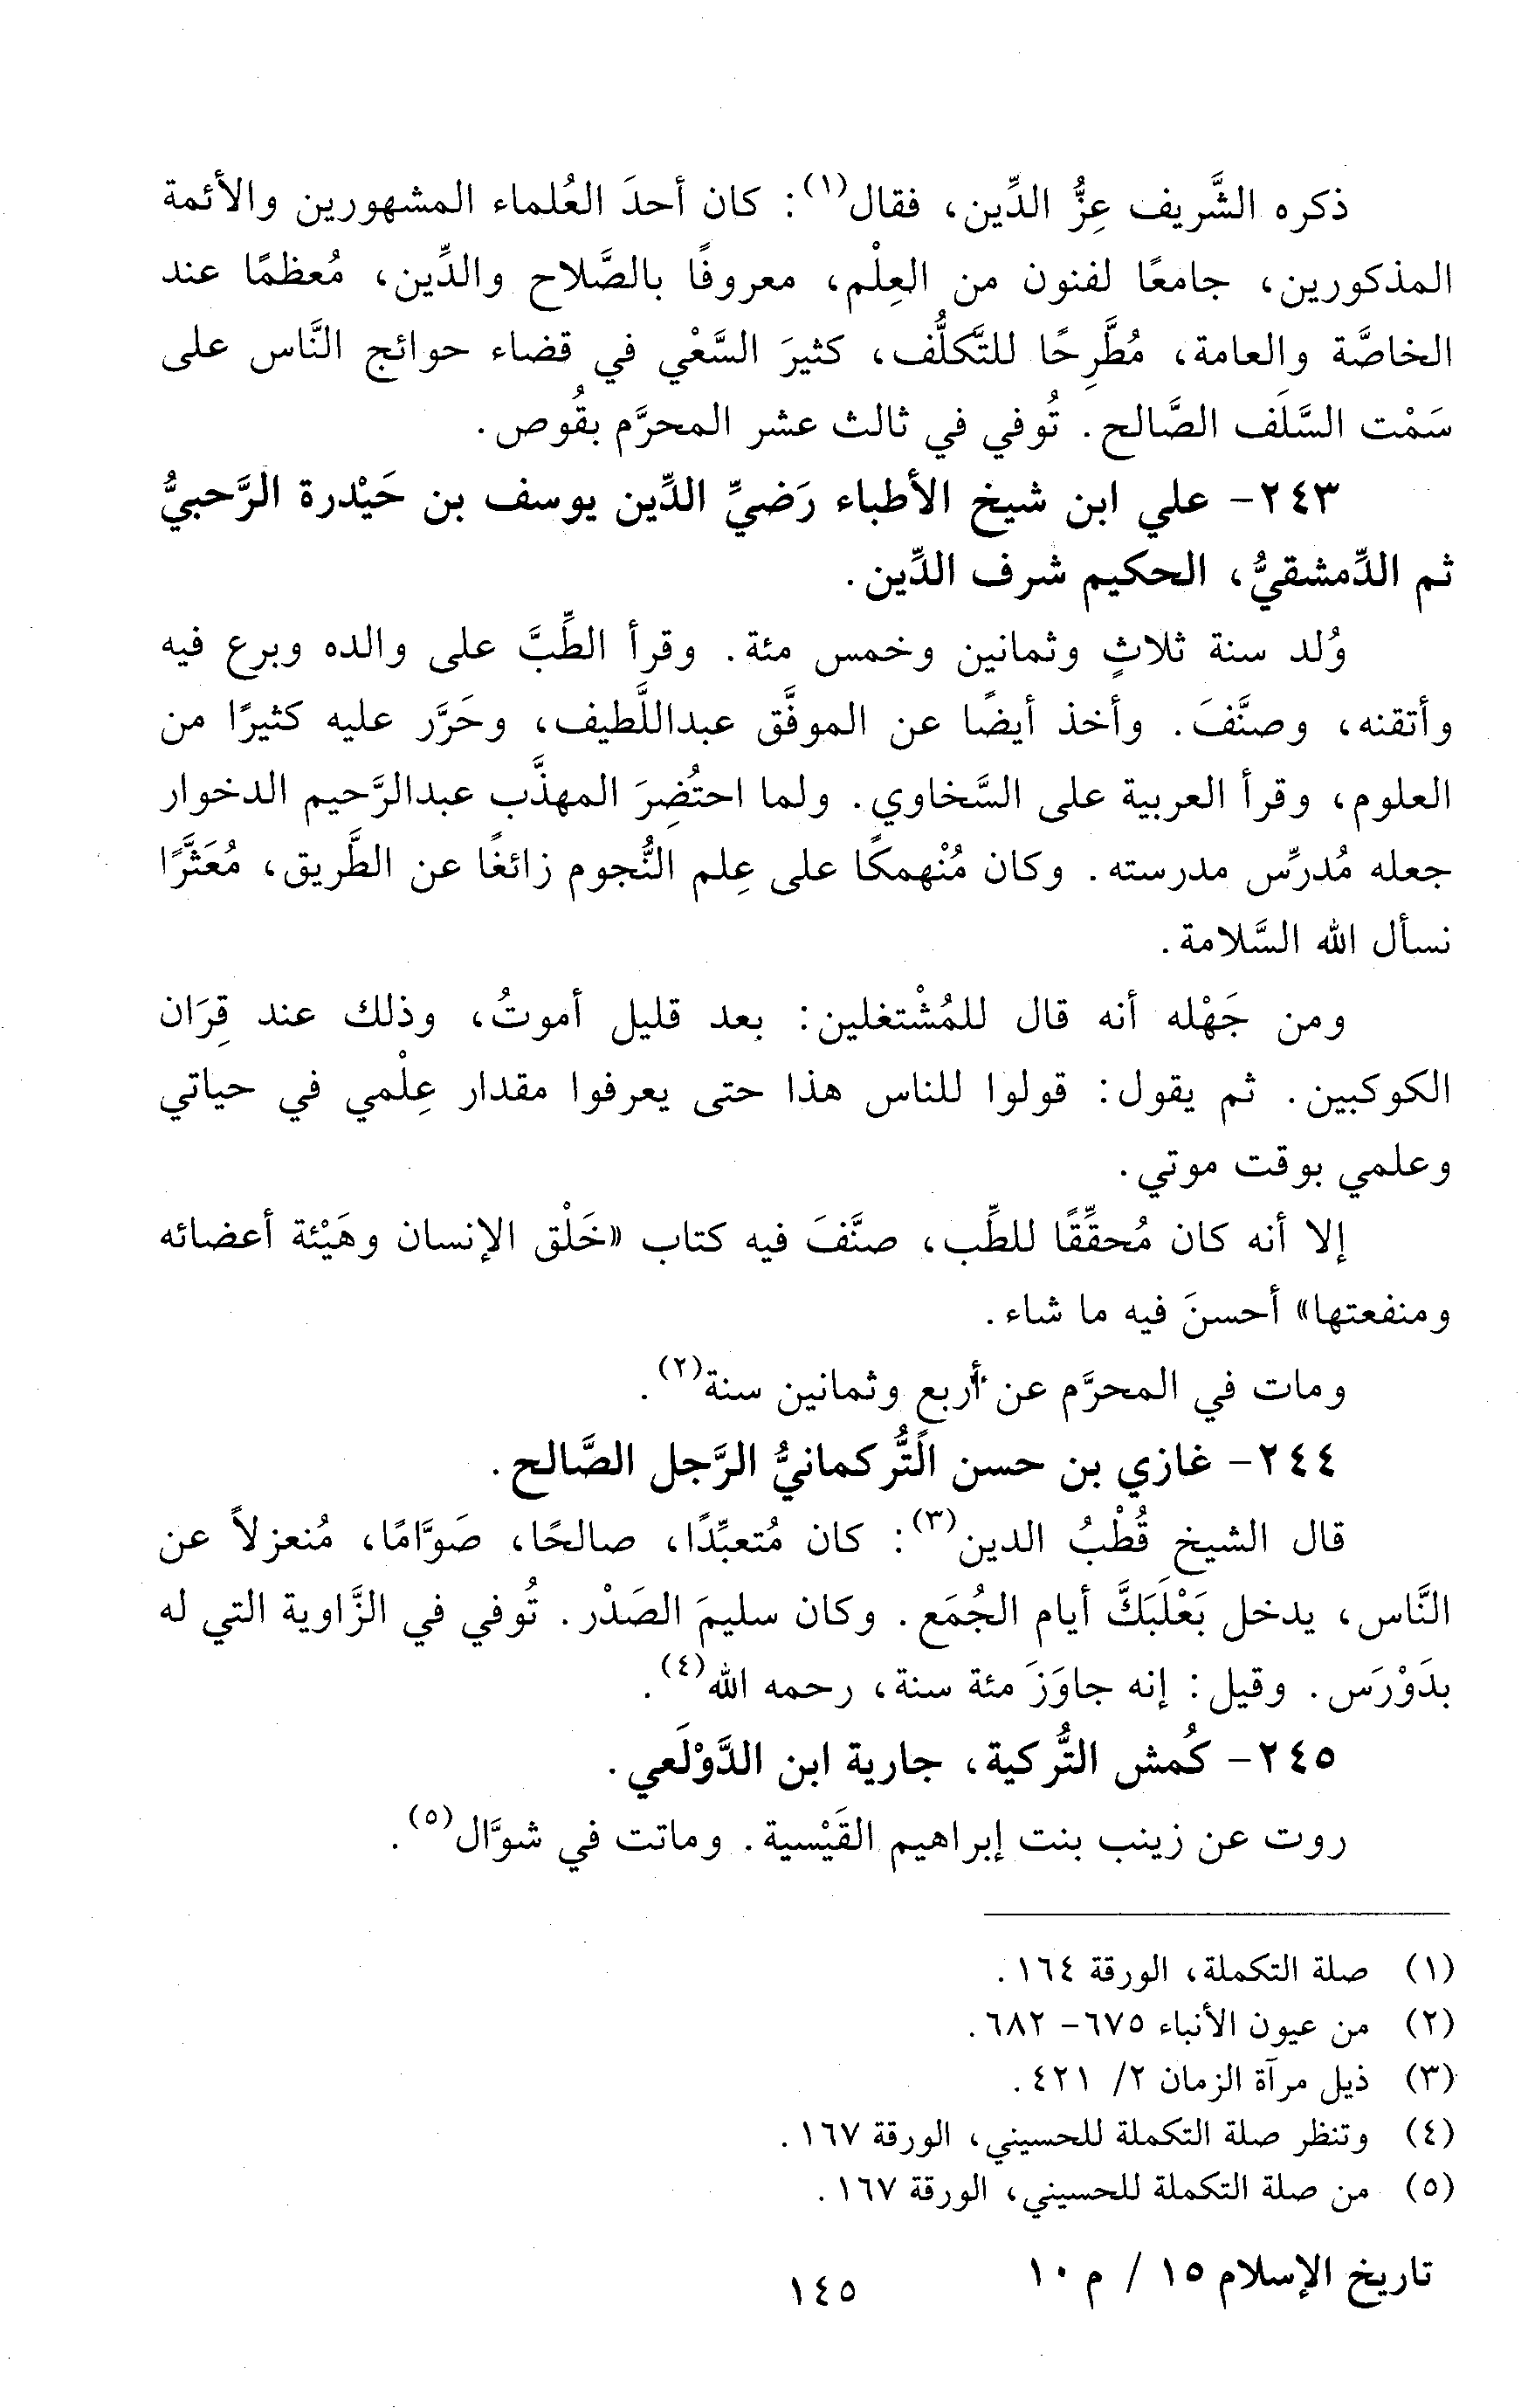 ذكره الشَّريف عِزُّ الدِّين، فقال(١): كان أحدَ العُلماء المشهورين والأئمة
المذكورين، جامعًا لفنون من العِلْم، معروفًا بالصَّلاح والدِّين، مُعظمًا عند
الخاصَّة والعامة، مُطَّرِحًا للتَّكلُّف، كثيرَ السَّعْي في قضاء حوائج النَّاس على
سَمْت السَّلَف الصَّالح. تُوفي في ثالث عشر المحرَّم بقُوص.
٢٤٣- علي ابن شيخ الأطباء رَضيِّ الدِّين يوسف بن حَيْدرة الرَّحبيُّ
ثم الدِّمشقيُّ، الحكيم شرف الدِّين.
وُلد سنة ثلاثٍ وثمانين وخمس مئة. وقرأ الطِّبَّ على والده وبرع فيه
وأتقنه، وصنَّفَ. وأخذ أيضًا عن الموفَّق عبداللَّطيف، وحَرَّر عليه كثيرًا من
العلوم، وقرأ العربية على السَّخاوي. ولما احتُضِرَ المهذَّب عبدالرَّحيم الدخوار
جعله مُدرِّس مدرسته. وكان مُنْهمكًا على عِلم النُّجوم زائغًا عن الطَّريق، مُعَثَّرًا
نسأل الله السَّلامة.
ومن جَهْله أنه قال للمُشْتغلين: بعد قليل أموتُ، وذلك عند قِرَان
الكوكبين. ثم يقول: قولوا للناس هذا حتى يعرفوا مقدار عِلْمي في حياتي
وعلمي بوقت موتي.
إلا أنه كان مُحقِّقًا للطِّب، صنَّفَ فيه كتاب «خَلْق الإنسان وهَيْئة أعضائه
ومنفعتها» أحسنَ فيه ما شاء.
ومات في المحرَّم عن أربع وثمانين سنة(٢).
٢٤٤- غازي بن حسن التُّركمانيُّ الرَّجل الصَّالح.
قال الشيخ قُطْبُ الدين(٣): كان مُتعبِّدًا، صالحًا، صَوَّامًا، مُنعزلاً عن
النَّاس، يدخل بَعْلَبَكَّ أيام الجُمَع. وكان سليمَ الصَدْر. تُوفي في الزَّاوية التي له
بدَوْرَس. وقيل: إنه جاوَزَ مئة سنة، رحمه الله(٤).
٢٤٥- كُمش التُّركية، جارية ابن الدَّوْلَعي.
روت عن زينب بنت إبراهيم القَيْسية. وماتت في شوَّال(٥).
(١) صلة التكملة، الورقة ١٦٤.
(٢) من عيون الأنباء ٦٧٥- ٦٨٢.
(٣) ذيل مرآة الزمان ٢/ ٤٢١.
(٤) وتنظر صلة التكملة للحسيني، الورقة ١٦٧.
(٥) من صلة التكملة للحسيني، الورقة ١٦٧.
تاريخ الإسلام ١٥ / م ١٠
١٤٥